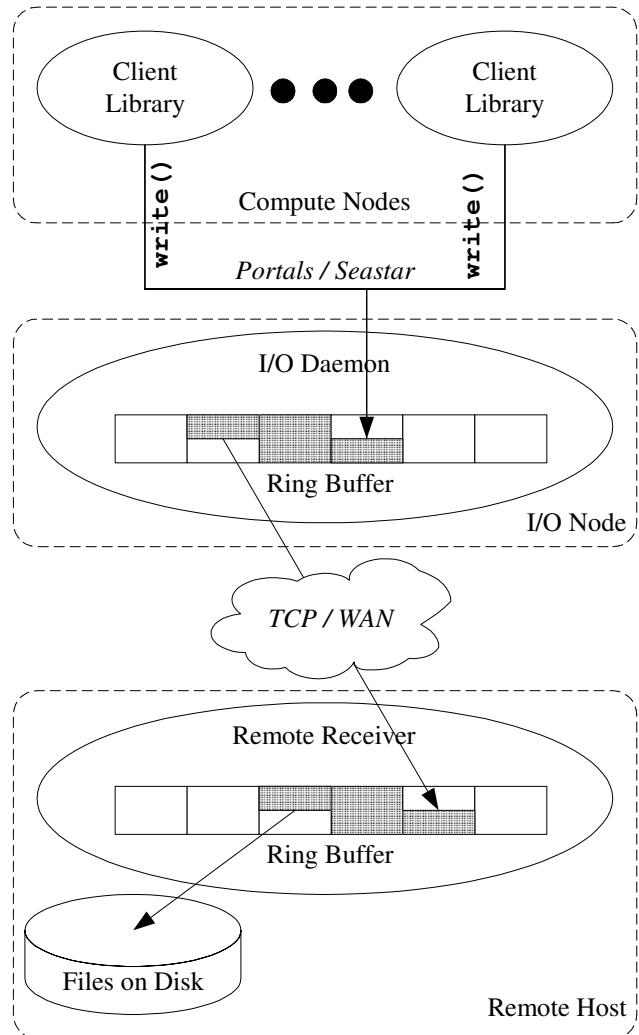 Client
Library
Client
Library
write()
write()
Compute Nodes
Portals / Seastar
I/O Daemon
Ring Buffer
I/O Node
TCP / WAN
Remote Receiver
Ring Buffer
Files on Disk
Remote Host